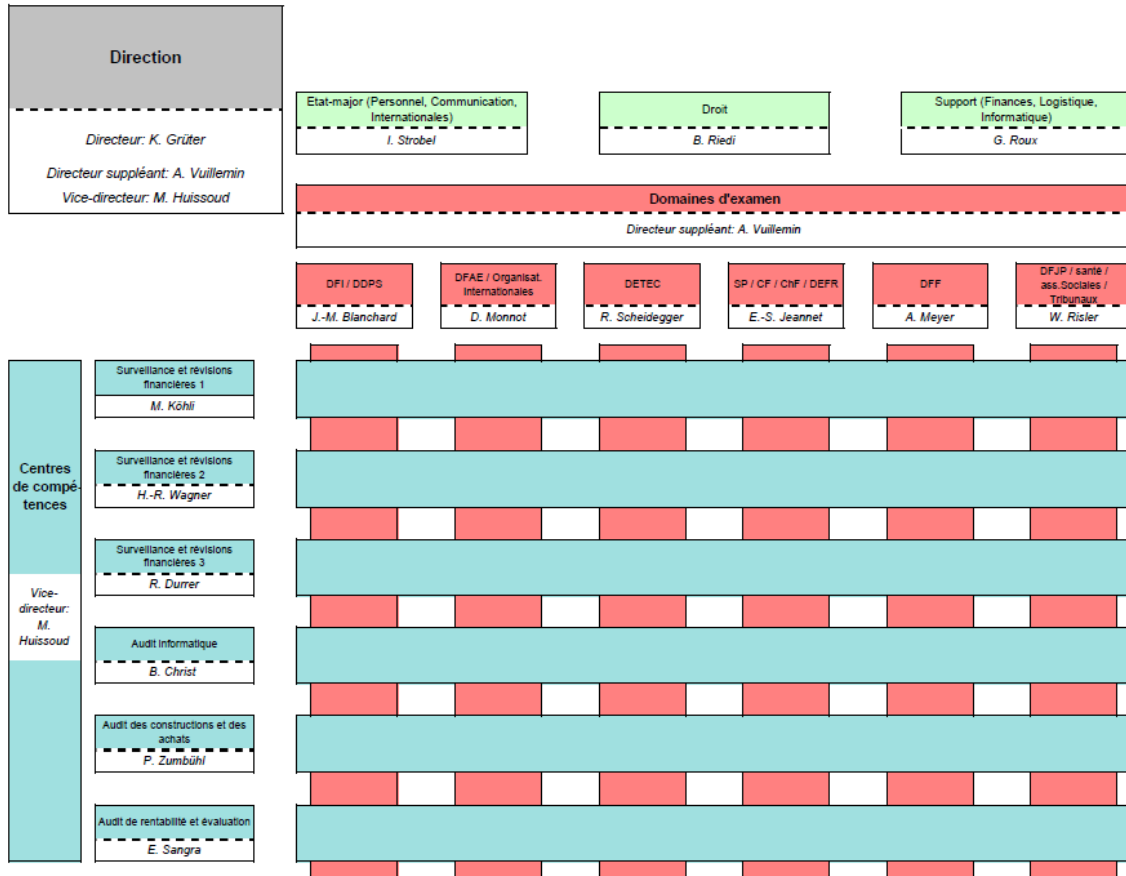 Direction
Directeur: K. Grüter
Directeur suppléant: A. Vuillemin
Vice-directeur: M. Huissoud
Etat-major (Personnel, Communication,
Internationales)
I. Strobel
Droit
B. Riedi
Support (Finances, Logistique,
Informatique)
G. Roux
Domaines d'examen
Directeur suppléant: A. Vuillemin
DFI / DDPS
J.-M. Blanchard
DFAE / Organisat.
Internationales
D. Monnot
DETEC
R. Scheidegger
SP / CF / ChF / DEFR
E.-S. Jeannet
DFF
A. Meyer
DFJP / santé /
ass.Sociales /
Tribunaux
W. Risler
Centres
de compé-
tences
Vice-
directeur:
M.
Huissoud
Surveillance et révisions
financières 1
M. Köhli
Surveillance et révisions
financières 2
H.-R. Wagner
Surveillance et révisions
financières 3
R. Durrer
Audit informatique
B. Christ
Audit des constructions et des
achats
P. Zumbühl
Audit de rentabilité et évaluation
E. Sangra